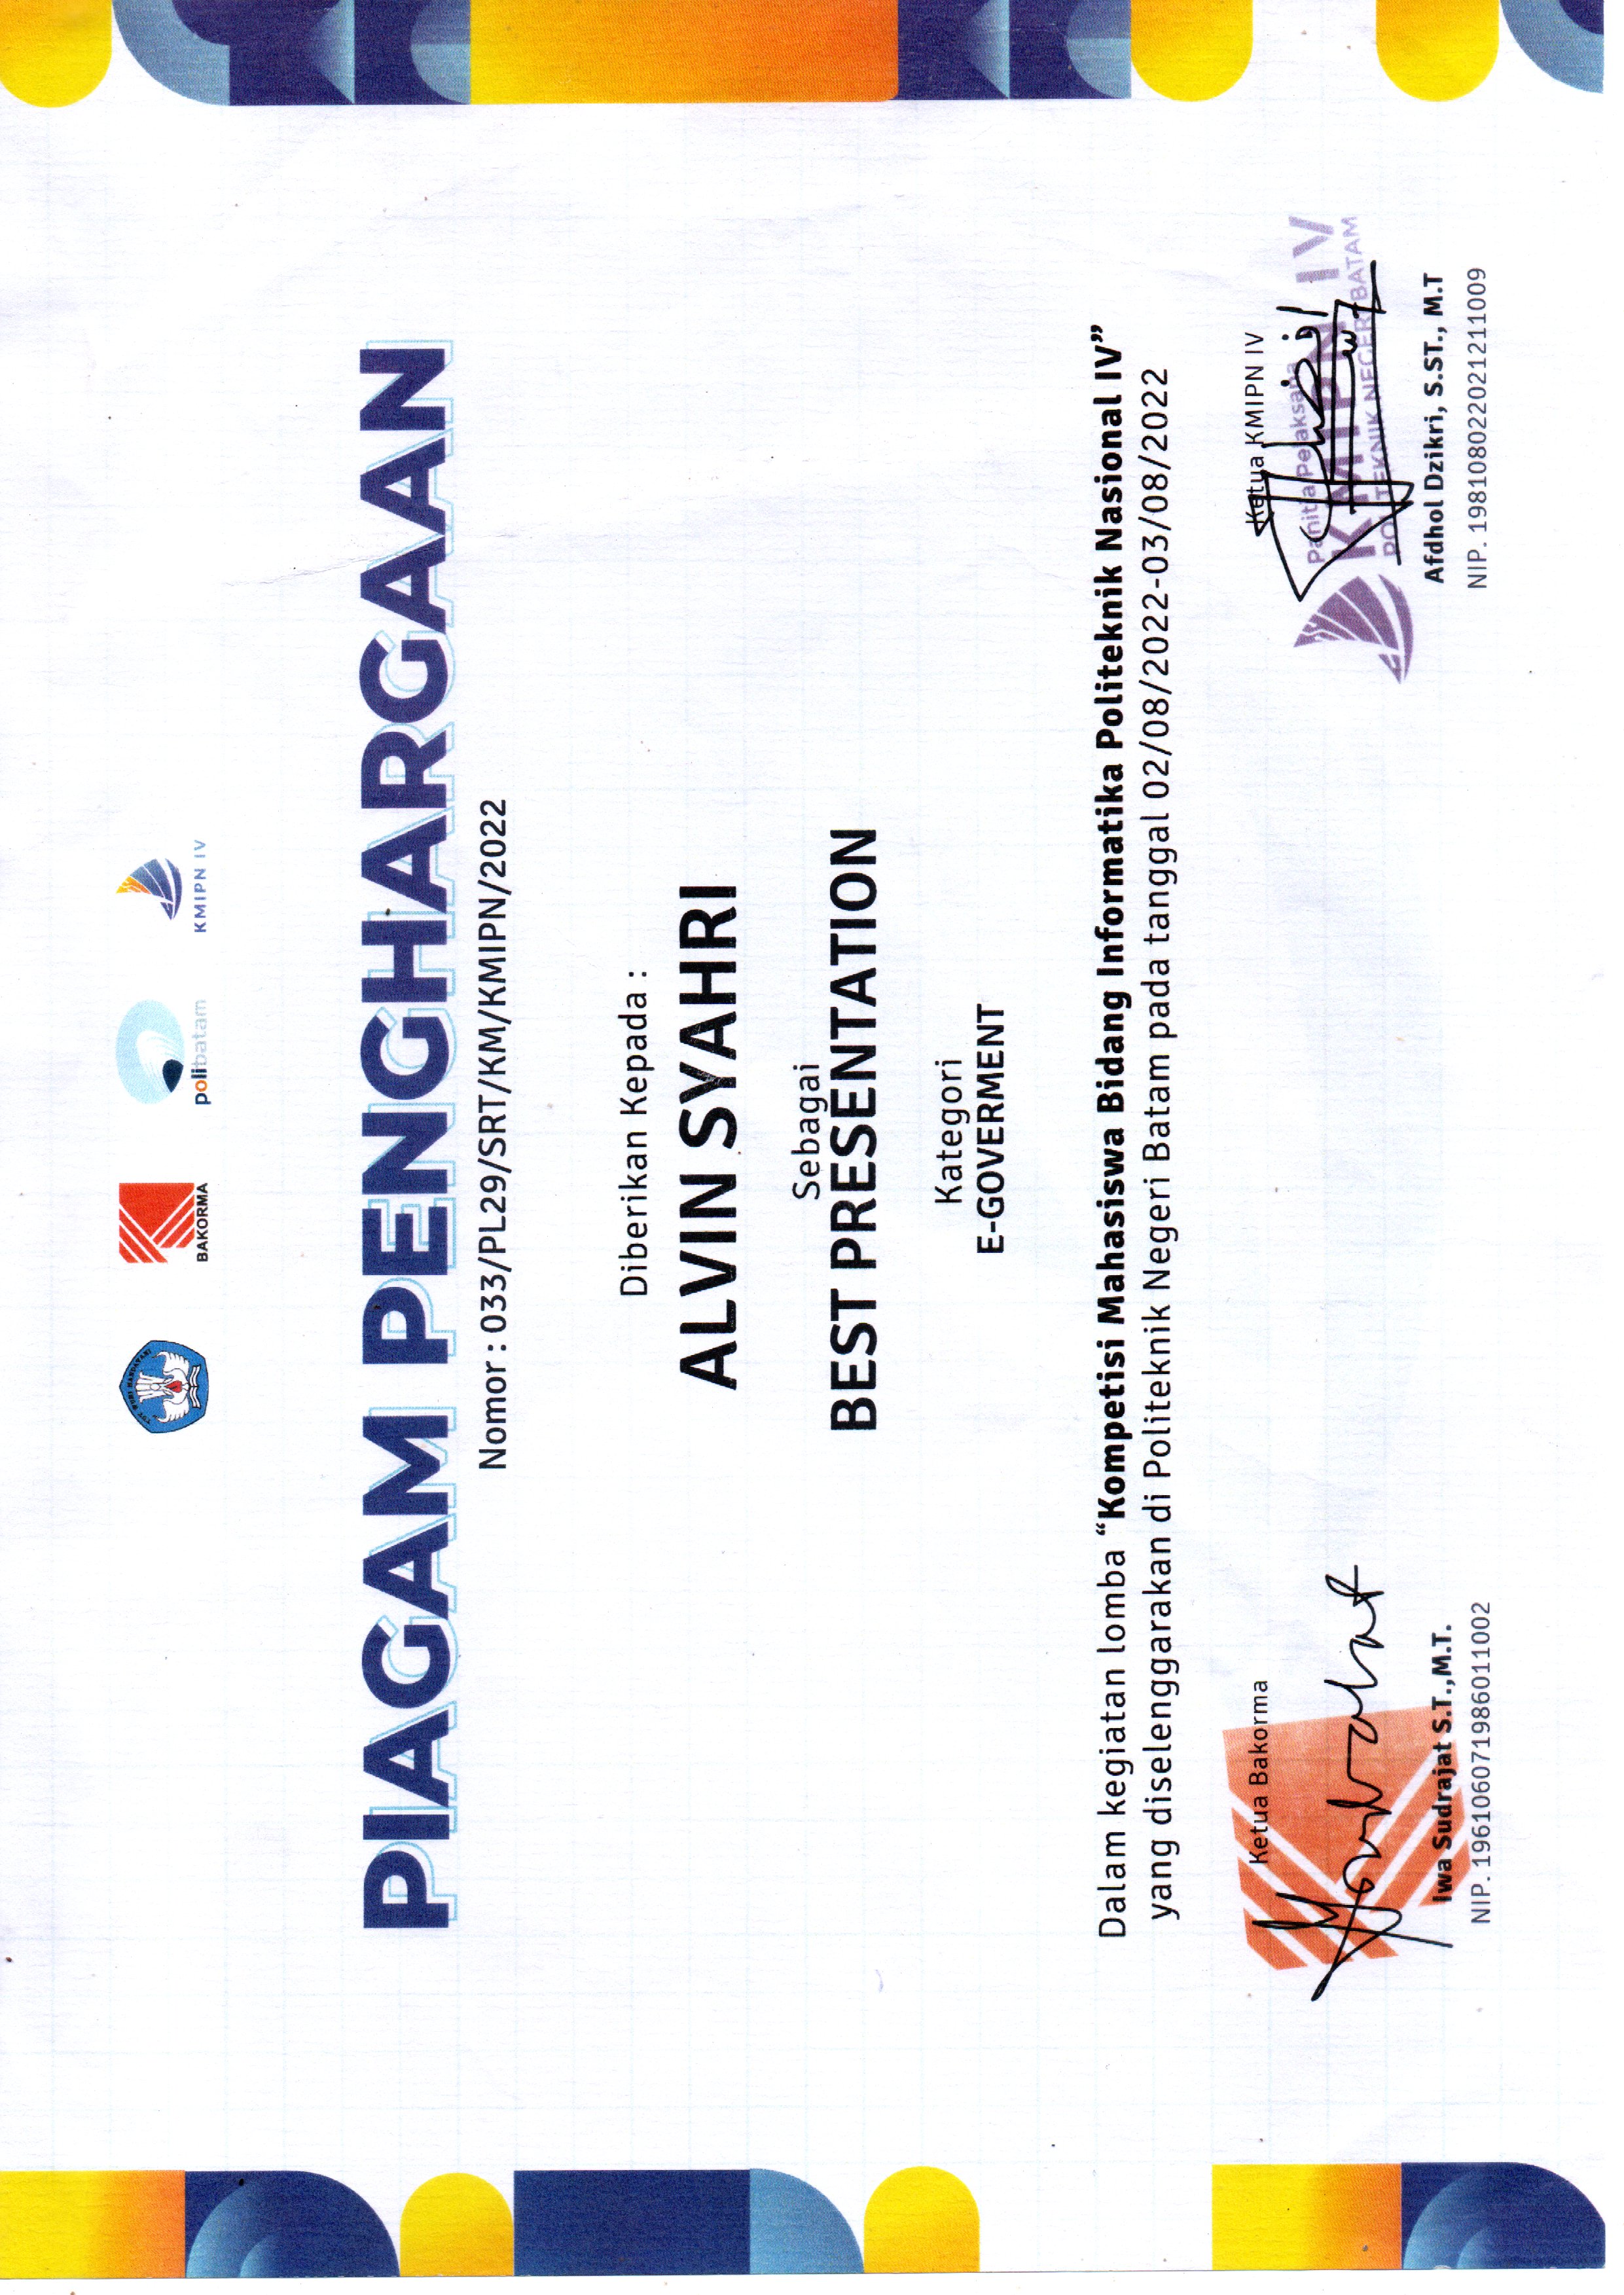 TUT WURI HANDAYANI
BAKORMA
polibatam
KMIPN IV
PIAGAM PENGHARGAAN
Nomor : 033/PL29/SRT/KM/KMIPN/2022
Diberikan Kepada :
ALVIN SYAHRI
Sebagai
BEST PRESENTATION
Kategori
E-GOVERMENT
Dalam kegiatan lomba “Kompetisi Mahasiswa Bidang Informatika Politeknik Nasional IV”
yang diselenggarakan di Politeknik Negeri Batam pada tanggal 02/08/2022-03/08/2022
Ketua Bakorma
Iwa Sudrajat S.T.,M.T.
NIP. 196106071986011002
Ketua KMIPN IV
Panitia Pelaksana
KMIPN IV
POLITEKNIK NEGERI BATAM
Afdhol Dzikri, S.ST., M.T
NIP. 198108022021211009